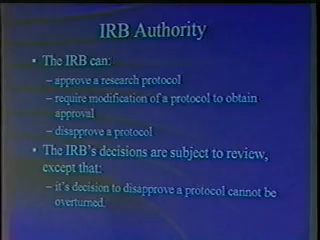 IRB Authority
• The IRB can:
– approve a research protocol
– require modification of a protocol to obtain
approval
– disapprove a protocol
• The IRB's decisions are subject to review,
except that:
– it's decision to disapprove a protocol cannot be
overturned.